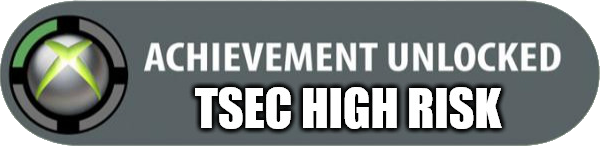 ACHIEVEMENT UNLOCKED
TSEC HIGH RISK